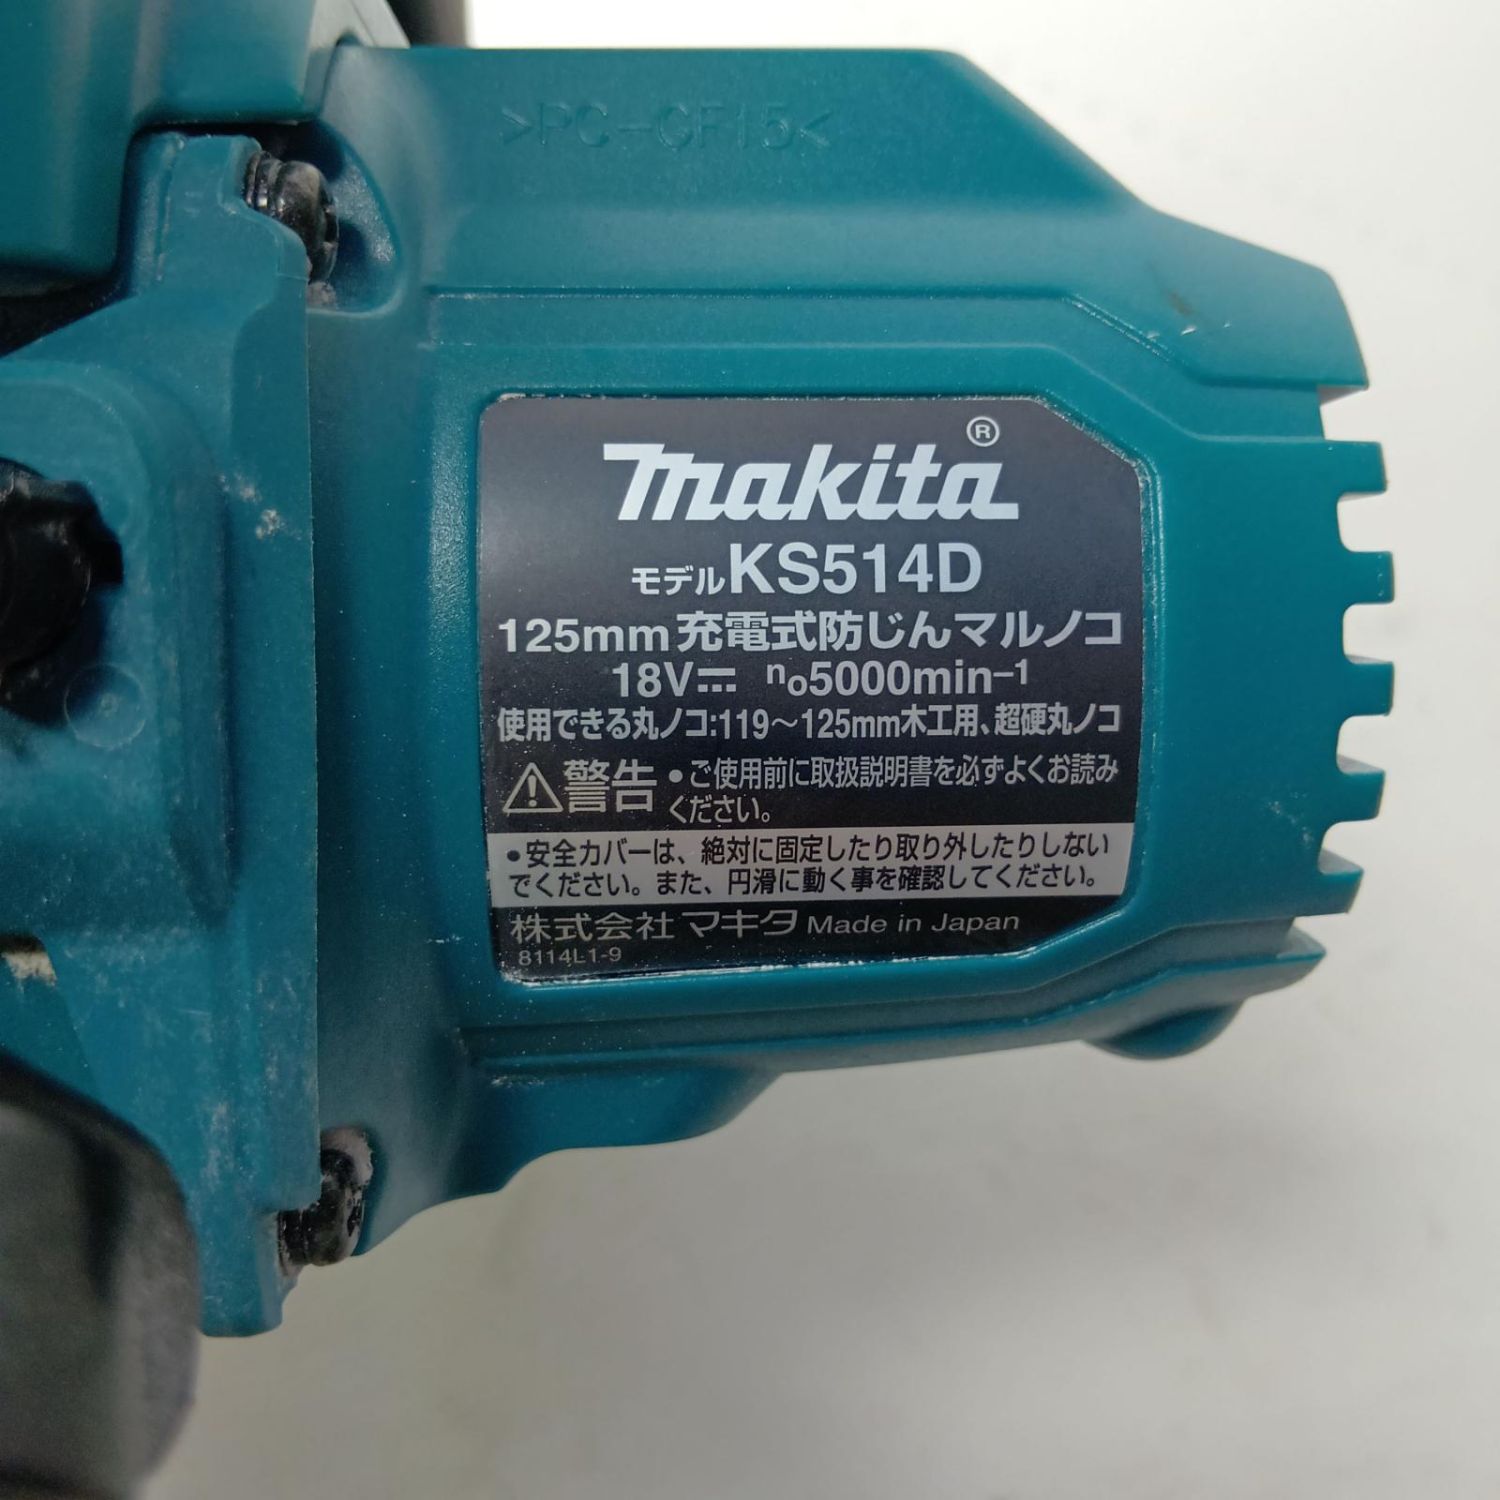 >PC-GF15<
makita®
モデルKS514D
125mm 充電式防じんマルノコ
18V⎓ n₀5000min⁻¹
使用できる丸ノコ:119〜125mm木工用、超硬丸ノコ
⚠警告 •ご使用前に取扱説明書を必ずよくお読み
ください。
•安全カバーは、絶対に固定したり取り外したりしない
でください。また、円滑に動く事を確認してください。
株式会社 マキタ Made in Japan
8114L1-9